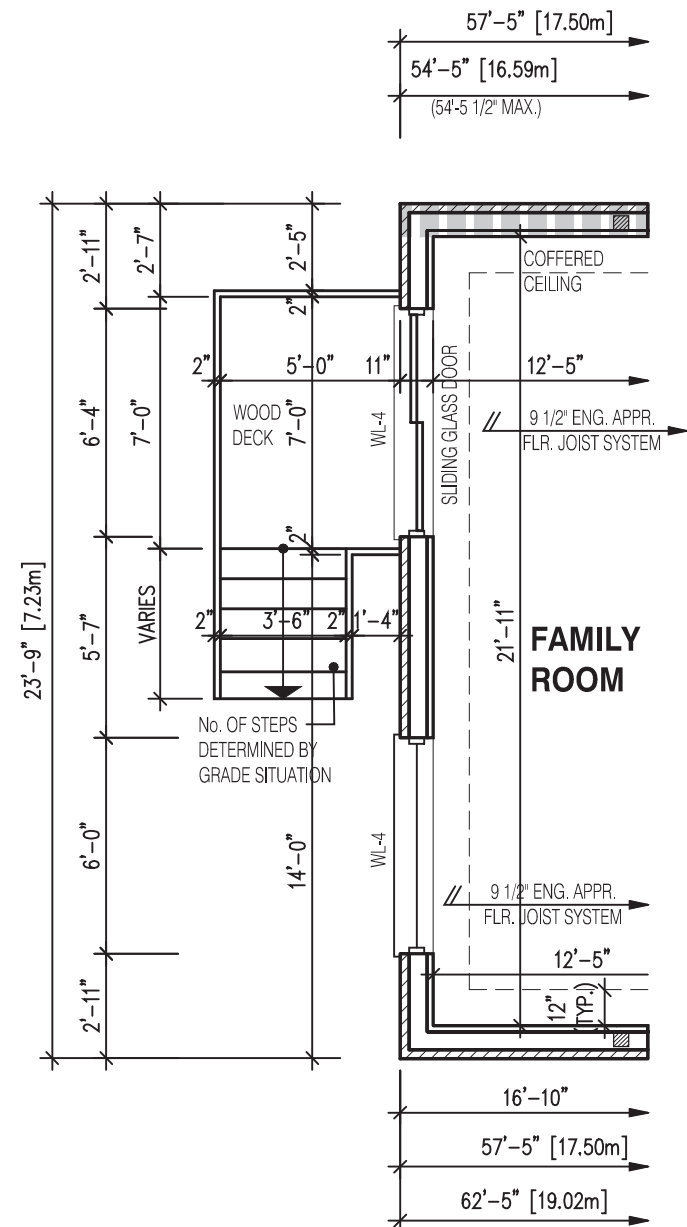 57'-5" [17.50m]
54'-5" [16.59m]
(54'-5 1/2" MAX.)
2'-11"
2'-7"
2'-5"
COFFERED
CEILING
2"
2"
5'-0"
11"
12'-5"
SLIDING GLASS DOOR
WOOD
DECK
6'-4"
7'-0"
7'-0"
WL-4
9 1/2" ENG. APPR.
FLR. JOIST SYSTEM
2"
23'-9" [7.23m]
5'-7"
VARIES
2"
3'-6"
2"
1'-4"
21'-11"
FAMILY
ROOM
No. OF STEPS
DETERMINED BY
GRADE SITUATION
6'-0"
14'-0"
WL-4
9 1/2" ENG. APPR.
FLR. JOIST SYSTEM
12'-5"
2'-11"
12"
(TYP.)
16'-10"
57'-5" [17.50m]
62'-5" [19.02m]